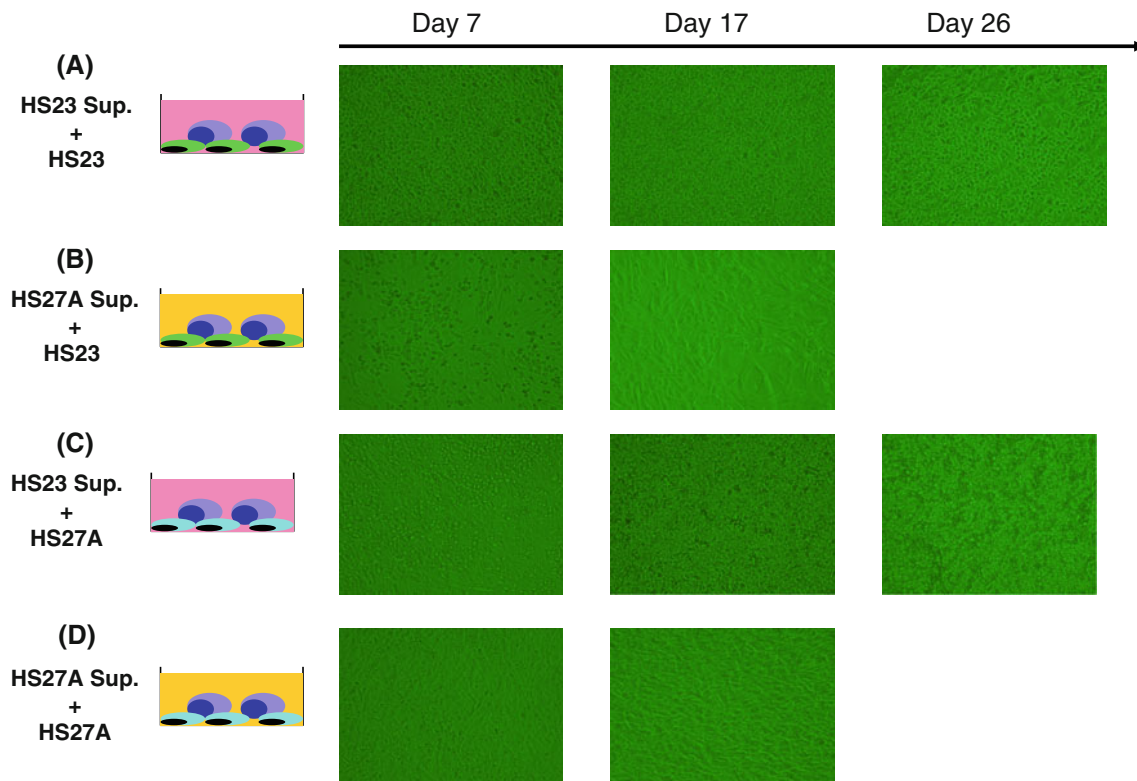 Day 7 Day 17 Day 26
(A)
HS23 Sup.
+
HS23
(B)
HS27A Sup.
+
HS23
(C)
HS23 Sup.
+
HS27A
(D)
HS27A Sup.
+
HS27A